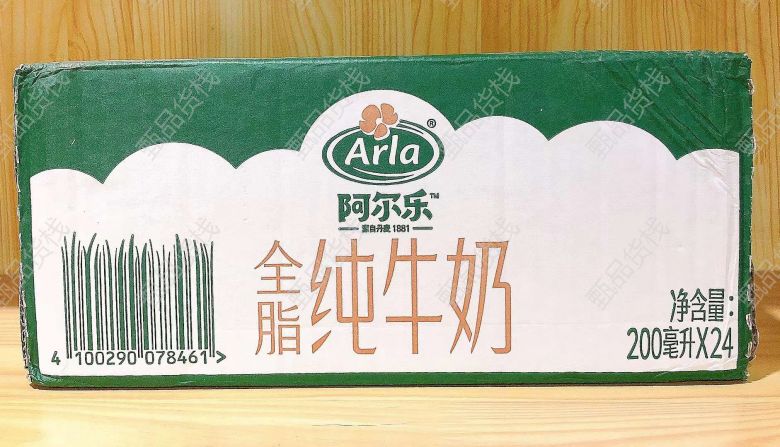 Arla®
阿尔乐™
源自丹麦 1881
全脂 纯牛奶
净含量:
200毫升X24
4 100290 078461 >
甄品货栈